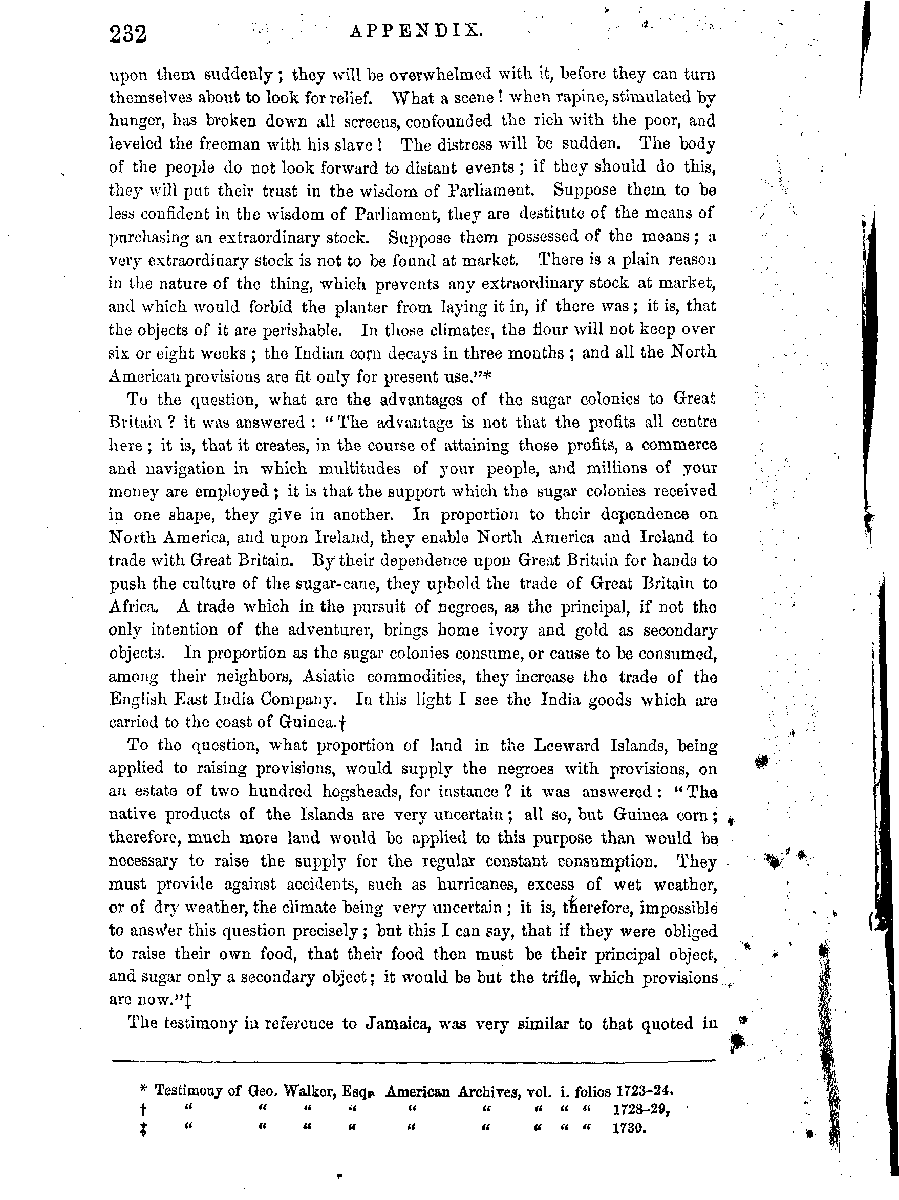 232 APPENDIX.
upon them suddenly; they will be overwhelmed with it, before they can turn
themselves about to look for relief. What a scene! when rapine, stimulated by
hunger, has broken down all screens, confounded the rich with the poor, and
leveled the freeman with his slave! The distress will be sudden. The body
of the people do not look forward to distant events; if they should do this,
they will put their trust in the wisdom of Parliament. Suppose them to be
less confident in the wisdom of Parliament, they are destitute of the means of
purchasing an extraordinary stock. Suppose them possessed of the means; a
very extraordinary stock is not to be found at market. There is a plain reason
in the nature of the thing, which prevents any extraordinary stock at market,
and which would forbid the planter from laying it in, if there was; it is, that
the objects of it are perishable. In those climates, the flour will not keep over
six or eight weeks; the Indian corn decays in three months; and all the North
American provisions are fit only for present use."*
To the question, what are the advantages of the sugar colonies to Great
Britain? it was answered: "The advantage is not that the profits all centre
here; it is, that it creates, in the course of attaining those profits, a commerce
and navigation in which multitudes of your people, and millions of your
money are employed; it is that the support which the sugar colonies received
in one shape, they give in another. In proportion to their dependence on
North America, and upon Ireland, they enable North America and Ireland to
trade with Great Britain. By their dependence upon Great Britain for hands to
push the culture of the sugar-cane, they uphold the trade of Great Britain to
Africa. A trade which in the pursuit of negroes, as the principal, if not the
only intention of the adventurer, brings home ivory and gold as secondary
objects. In proportion as the sugar colonies consume, or cause to be consumed,
among their neighbors, Asiatic commodities, they increase the trade of the
English East India Company. In this light I see the India goods which are
carried to the coast of Guinea.†
To the question, what proportion of land in the Leeward Islands, being
applied to raising provisions, would supply the negroes with provisions, on
an estate of two hundred hogsheads, for instance? it was answered: "The
native products of the Islands are very uncertain; all so, but Guinea corn;
therefore, much more land would be applied to this purpose than would be
necessary to raise the supply for the regular constant consumption. They
must provide against accidents, such as hurricanes, excess of wet weather,
or of dry weather, the climate being very uncertain; it is, therefore, impossible
to answer this question precisely; but this I can say, that if they were obliged
to raise their own food, that their food then must be their principal object,
and sugar only a secondary object; it would be but the trifle, which provisions
are now."‡
The testimony in reference to Jamaica, was very similar to that quoted in
* Testimony of Geo. Walker, Esq. American Archives, vol. i. folios 1723-24.
† " " " " " " " " " 1728-29,
‡ " " " " " " " " " 1730.